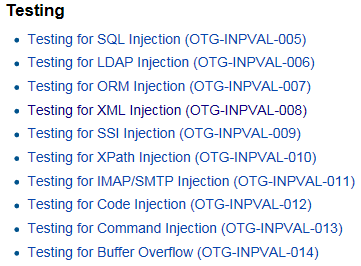 Testing
Testing for SQL Injection (OTG-INPVAL-005)
Testing for LDAP Injection (OTG-INPVAL-006)
Testing for ORM Injection (OTG-INPVAL-007)
Testing for XML Injection (OTG-INPVAL-008)
Testing for SSI Injection (OTG-INPVAL-009)
Testing for XPath Injection (OTG-INPVAL-010)
Testing for IMAP/SMTP Injection (OTG-INPVAL-011)
Testing for Code Injection (OTG-INPVAL-012)
Testing for Command Injection (OTG-INPVAL-013)
Testing for Buffer Overflow (OTG-INPVAL-014)